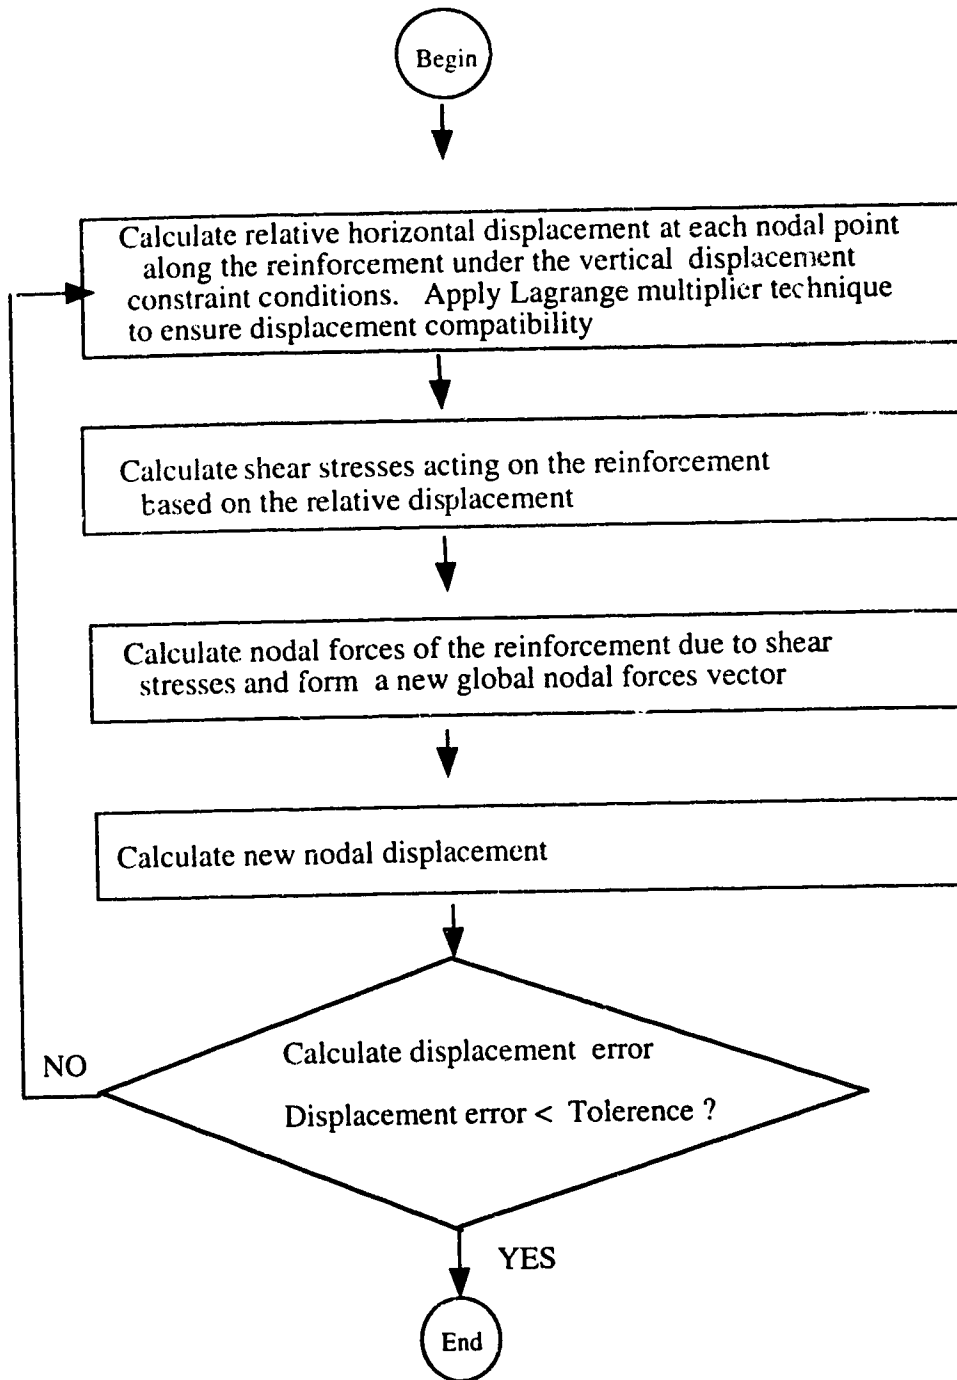 Begin
Calculate relative horizontal displacement at each nodal point
along the reinforcement under the vertical displacement
constraint conditions. Apply Lagrange multiplier technique
to ensure displacement compatibility
Calculate shear stresses acting on the reinforcement
based on the relative displacement
Calculate nodal forces of the reinforcement due to shear
stresses and form a new global nodal forces vector
Calculate new nodal displacement
Calculate displacement error
NO
Displacement error < Tolerence ?
YES
End